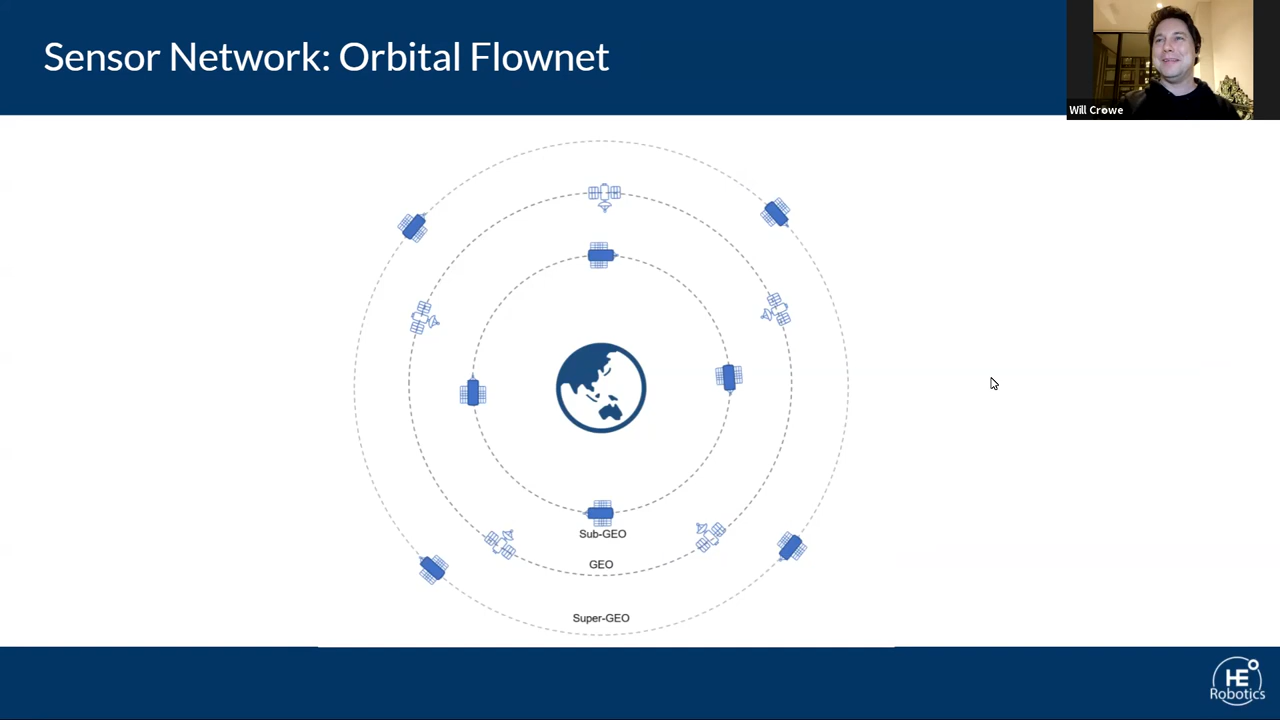 Sensor Network: Orbital Flownet
Will Crowe
Sub-GEO
GEO
Super-GEO
HE
Robotics